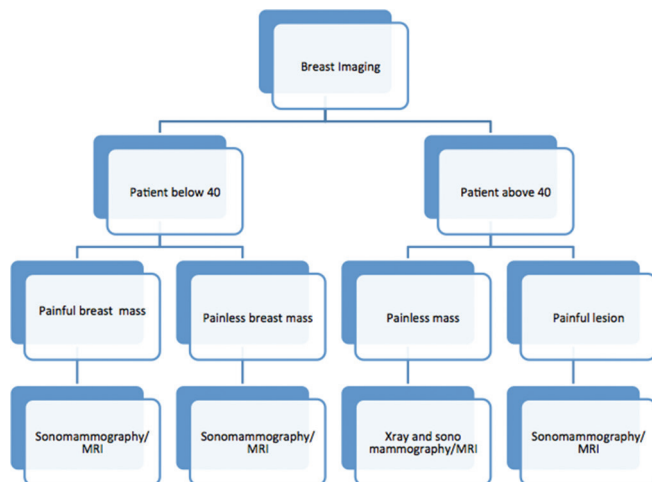 Breast Imaging
Patient below 40
Patient above 40
Painful breast mass
Painless breast mass
Painless mass
Painful lesion
Sonomammography/
MRI
Sonomammography/
MRI
Xray and sono
mammography/MRI
Sonomammography/
MRI